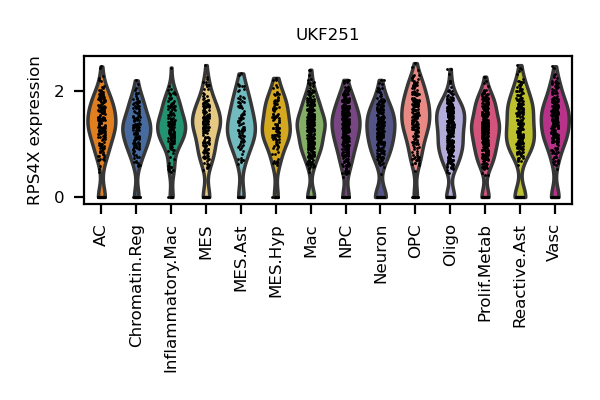 UKF251
RPS4X expression
2
0
AC
Chromatin.Reg
Inflammatory.Mac
MES
MES.Ast
MES.Hyp
Mac
NPC
Neuron
OPC
Oligo
Prolif.Metab
Reactive.Ast
Vasc